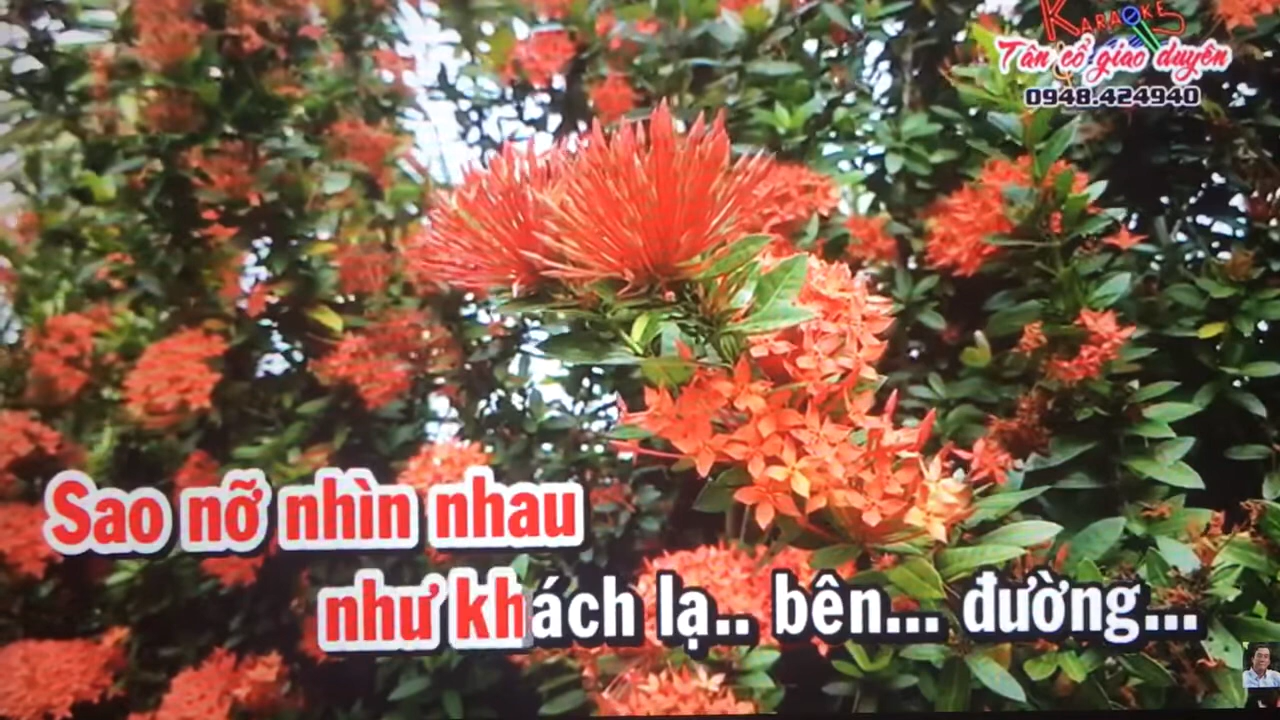 KARAOKE
Tân cổ giao duyên
0948.424940
Sao nỡ nhìn nhau
như khách lạ.. bên... đường...